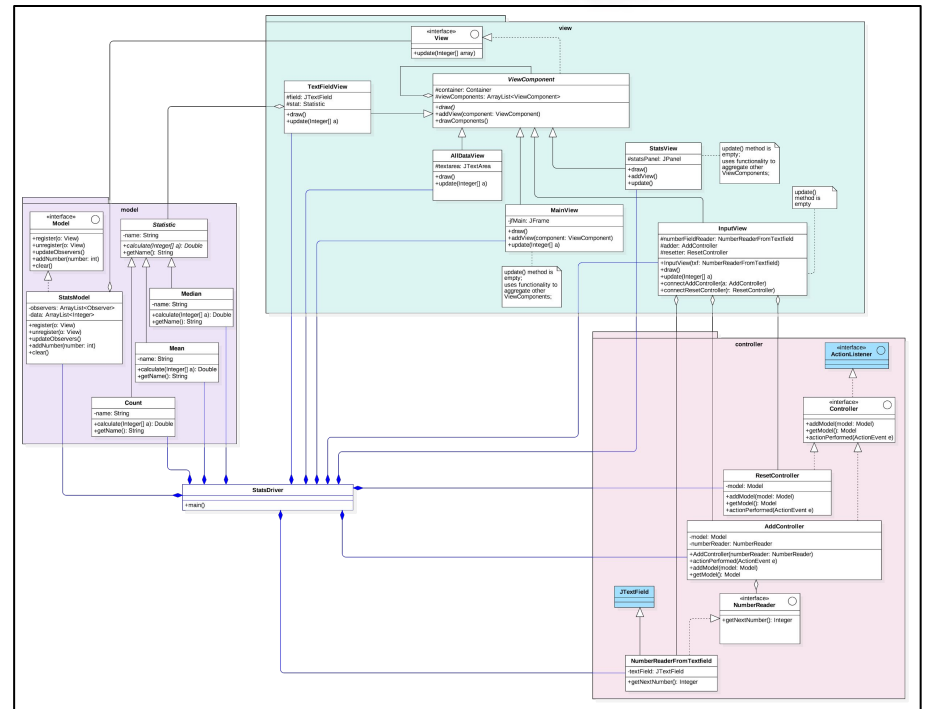 view
«interface»
View
+update(Integer[] array)
ViewComponent
#container: Container
#viewComponents: ArrayList<ViewComponent>
+draw()
+addView(component: ViewComponent)
+drawComponents()
TextFieldView
#field: JTextField
#stat: Statistic
+draw()
+update(Integer[] a)
AllDataView
#textarea: JTextArea
+draw()
+update(Integer[] a)
StatsView
#statsPanel: JPanel
+draw()
+addView()
+update()
update() method is
empty;
uses functionality to
aggregate other
ViewComponents;
update()
method is
empty
MainView
-jfMain: JFrame
+draw()
+addView(component: ViewComponent)
+update(Integer[] a)
update() method is
empty;
uses functionality to
aggregate other
ViewComponents;
InputView
#numberFieldReader: NumberReaderFromTextfield
#adder: AddController
#resetter: ResetController
+InputView(txf: NumberReaderFromTextfield)
+draw()
+update(Integer[] a)
+connectAddController(a: AddController)
+connectResetController(r: ResetController)
model
«interface»
Model
+register(o: View)
+unregister(o: View)
+updateObservers()
+addNumber(number: int)
+clear()
Statistic
-name: String
+calculate(Integer[] a): Double
+getName(): String
StatsModel
-observers: ArrayList<Observer>
-data: ArrayList<Integer>
+register(o: View)
+unregister(o: View)
+updateObservers()
+addNumber(number: int)
+clear()
Median
-name: String
+calculate(Integer[] a): Double
+getName(): String
Mean
-name: String
+calculate(Integer[] a): Double
+getName(): String
Count
-name: String
+calculate(Integer[] a): Double
+getName(): String
StatsDriver
+main()
controller
«interface»
ActionListener
«interface»
Controller
+addModel(model: Model)
+getModel(): Model
+actionPerformed(ActionEvent e)
ResetController
-model: Model
+addModel(model: Model)
+getModel(): Model
+actionPerformed(ActionEvent e)
AddController
-model: Model
-numberReader: NumberReader
+AddController(numberReader: NumberReader)
+actionPerformed(ActionEvent e)
+addModel(model: Model)
+getModel(): Model
JTextField
«interface»
NumberReader
+getNextNumber(): Integer
NumberReaderFromTextfield
-textField: JTextField
+getNextNumber(): Integer